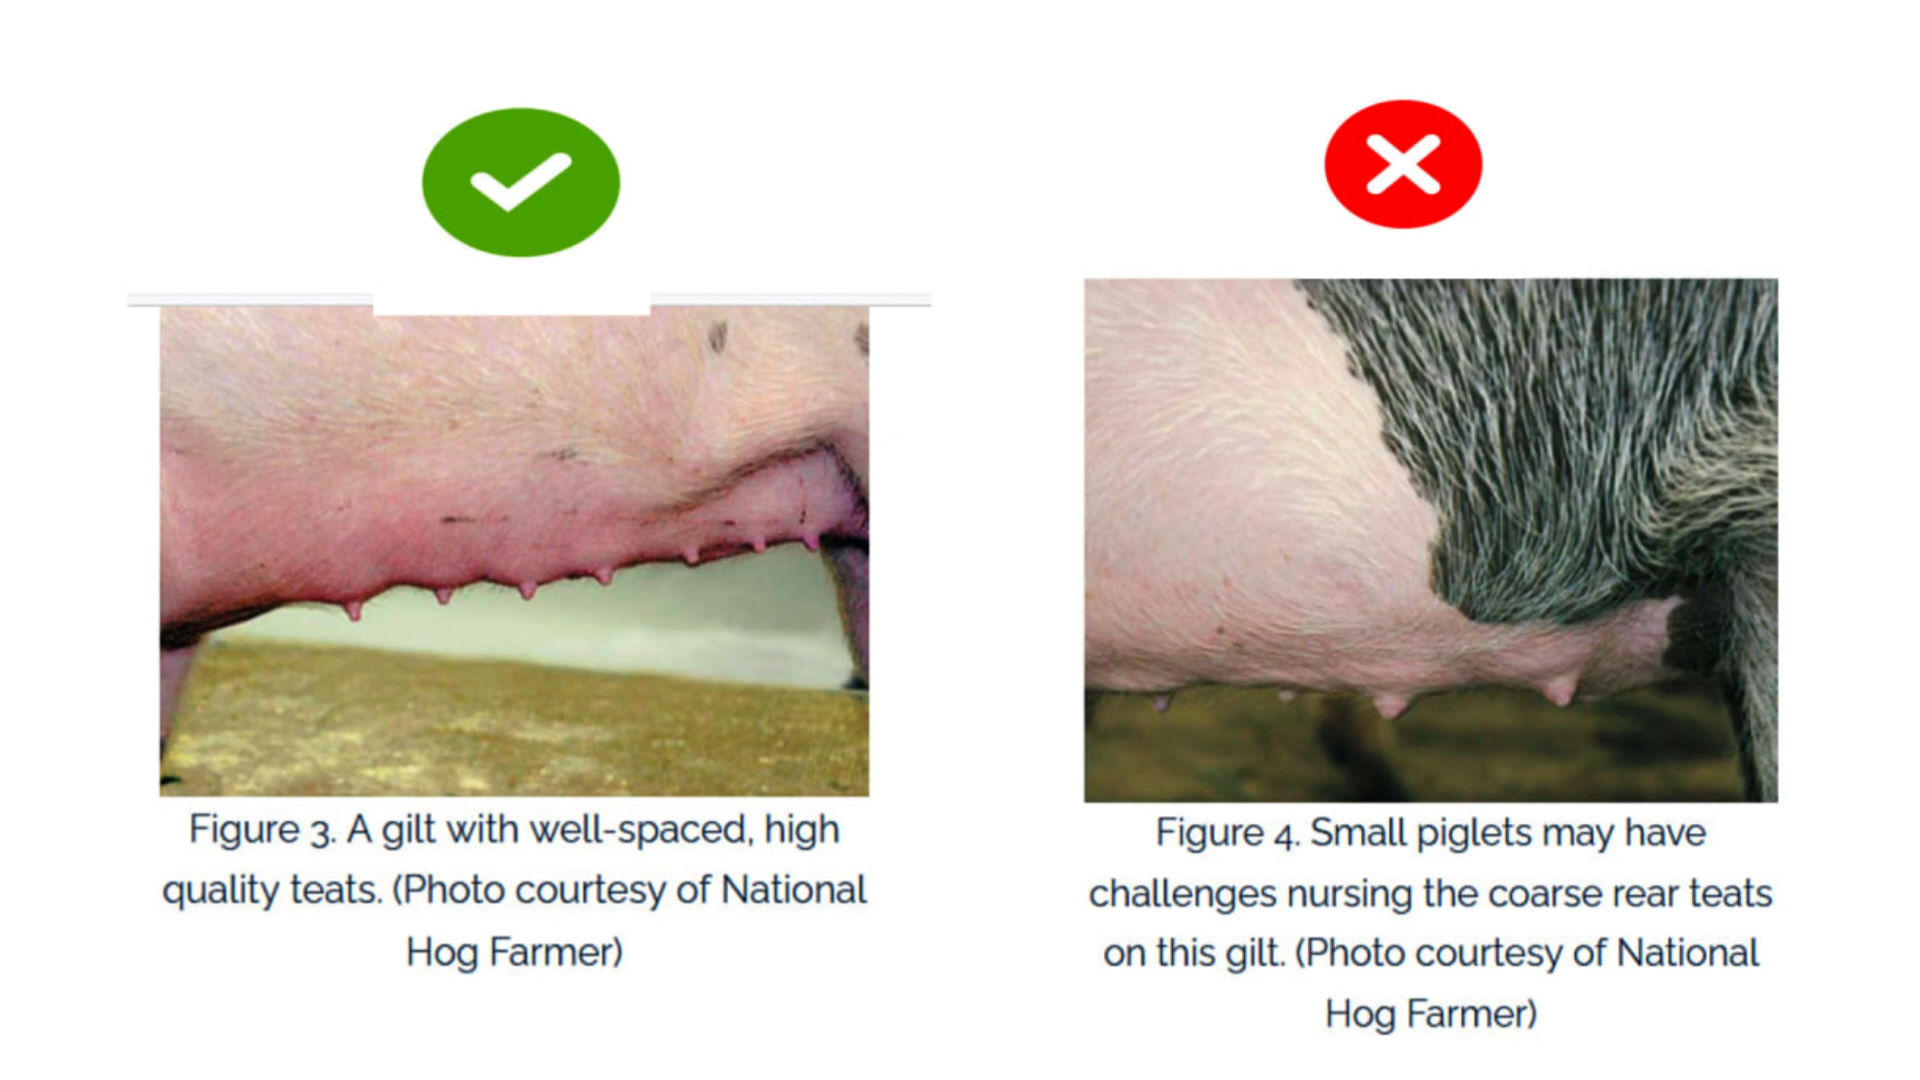 Figure 3. A gilt with well-spaced, high
quality teats. (Photo courtesy of National
Hog Farmer)
Figure 4. Small piglets may have
challenges nursing the coarse rear teats
on this gilt. (Photo courtesy of National
Hog Farmer)